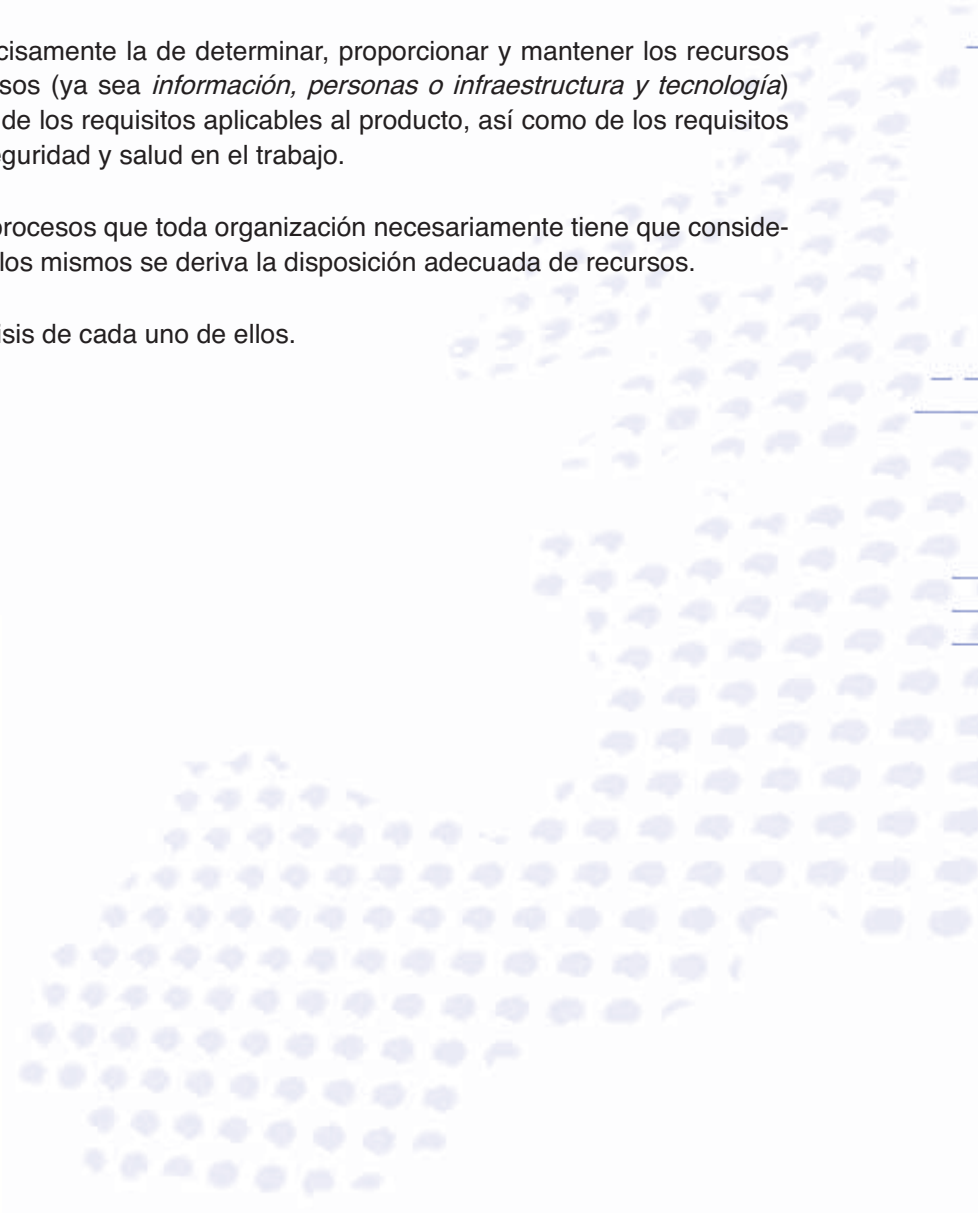 cisamente la de determinar, proporcionar y mantener los recursos
sos (ya sea información, personas o infraestructura y tecnología)
de los requisitos aplicables al producto, así como de los requisitos
eguridad y salud en el trabajo.
procesos que toda organización necesariamente tiene que conside-
los mismos se deriva la disposición adecuada de recursos.
isis de cada uno de ellos.